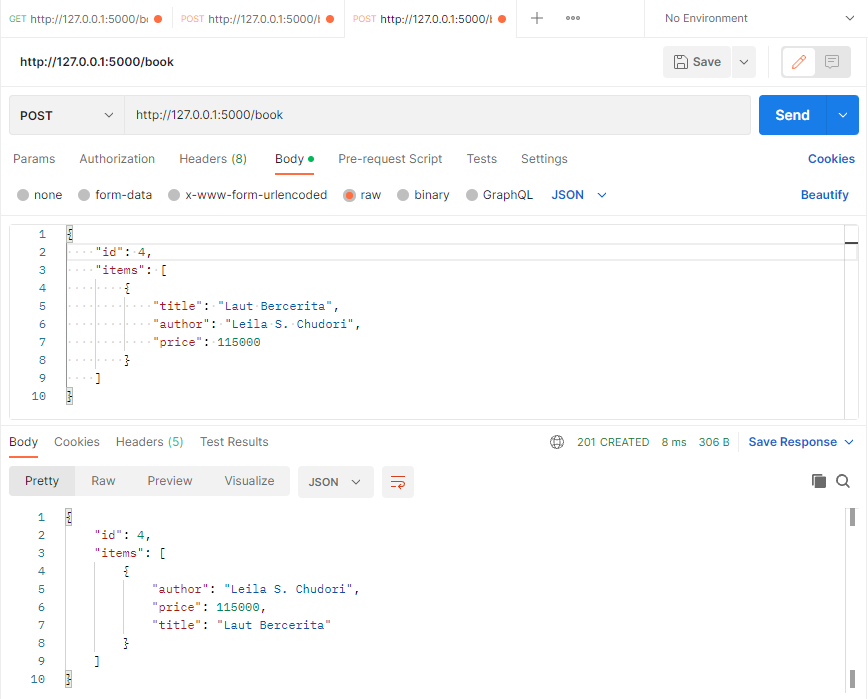 GET http://127.0.0.1:5000/b POST http://127.0.0.1:5000/l POST http://127.0.0.1:5000/l No Environment
http://127.0.0.1:5000/book Save
POST http://127.0.0.1:5000/book Send
Params Authorization Headers (8) Body Pre-request Script Tests Settings Cookies
none form-data x-www-form-urlencoded raw binary GraphQL JSON Beautify
1 {
2 "id": 4,
3 "items": [
4 {
5 "title": "Laut Bercerita",
6 "author": "Leila S. Chudori",
7 "price": 115000
8 }
9 ]
10 }
Body Cookies Headers (5) Test Results 201 CREATED 8 ms 306 B Save Response
Pretty Raw Preview Visualize JSON
1 {
2 "id": 4,
3 "items": [
4 {
5 "author": "Leila S. Chudori",
6 "price": 115000,
7 "title": "Laut Bercerita"
8 }
9 ]
10 }